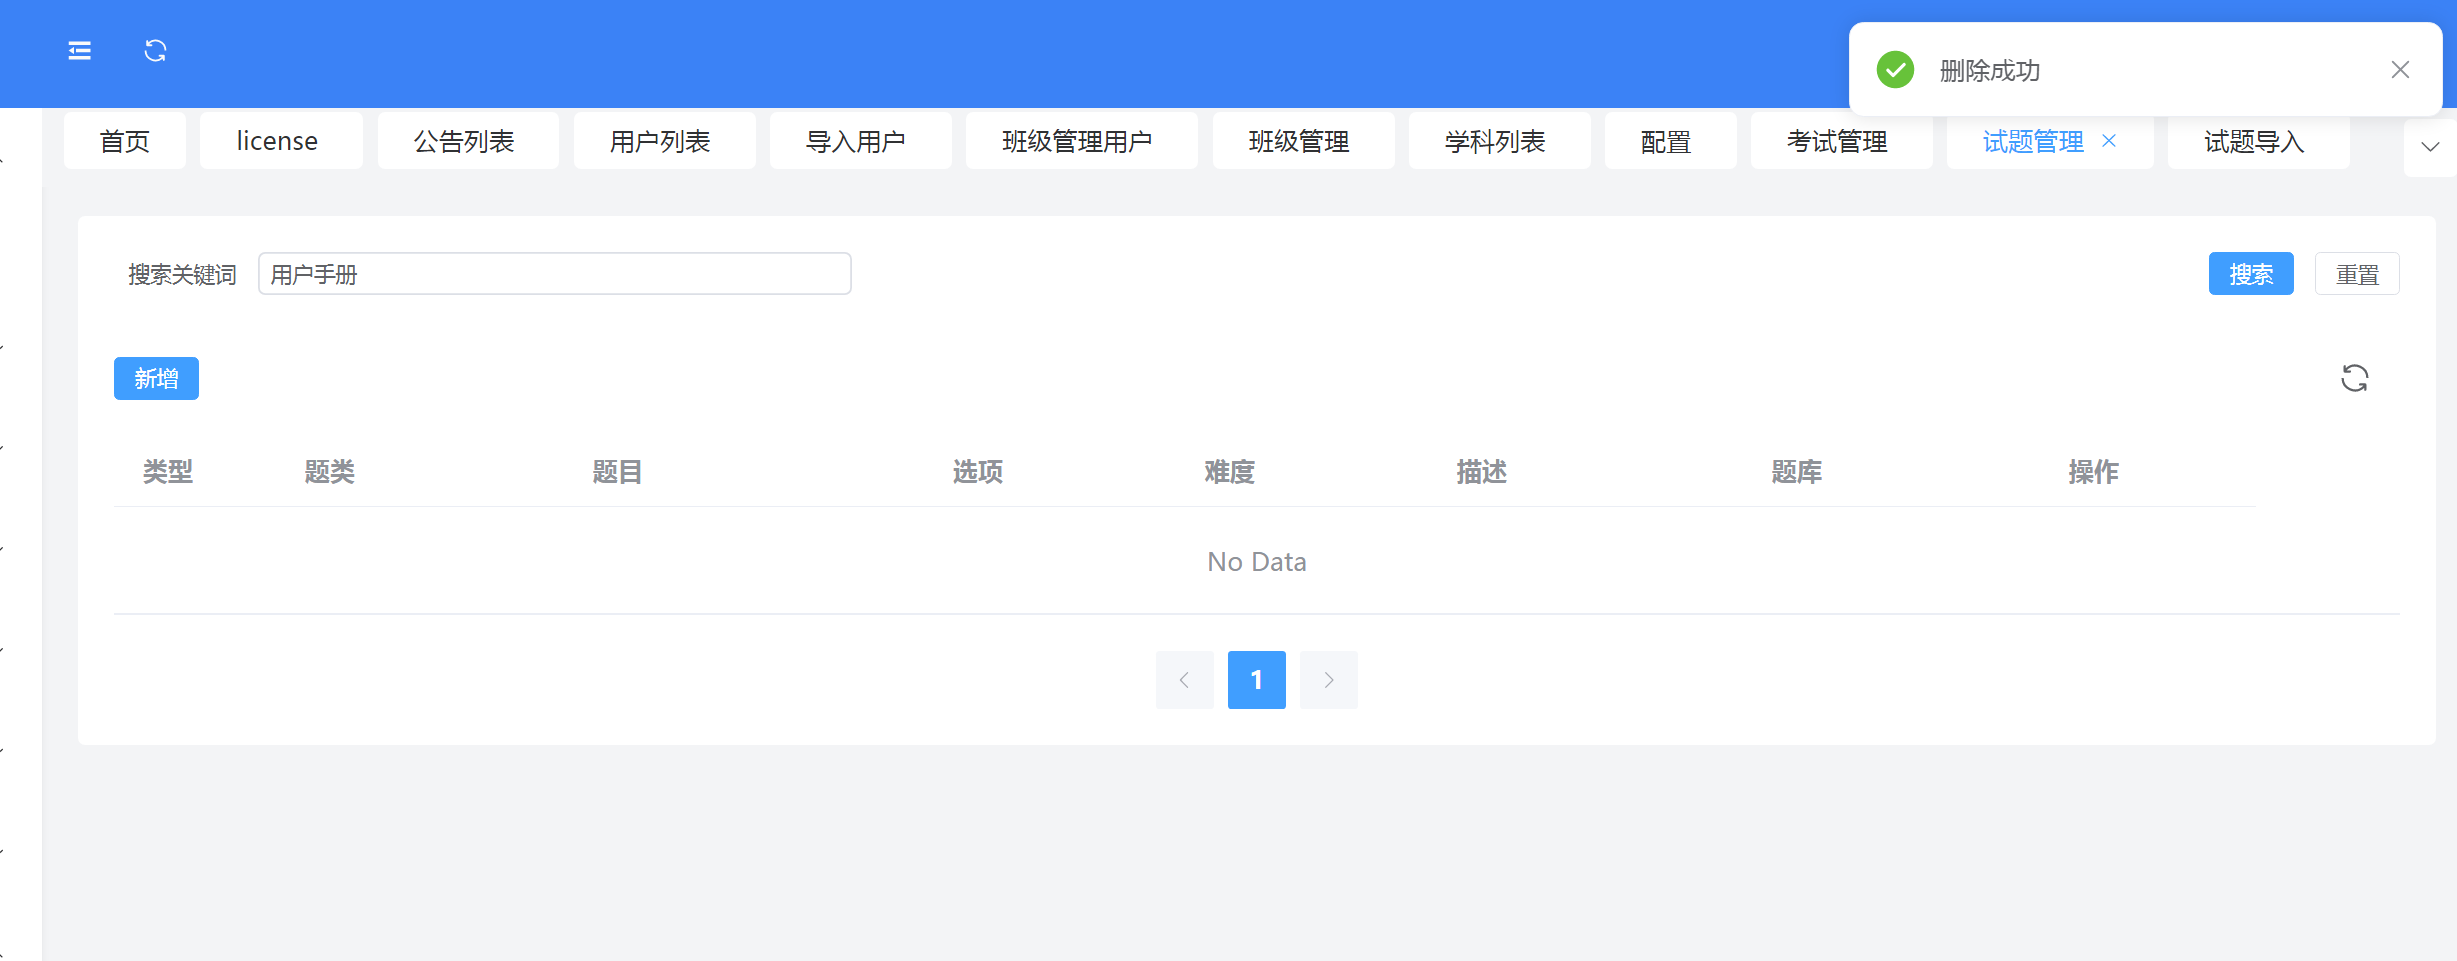 删除成功
首页 license 公告列表 用户列表 导入用户 班级管理用户 班级管理 学科列表 配置 考试管理 试题管理 试题导入
搜索关键词 用户手册 搜索 重置
新增
类型 题类 题目 选项 难度 描述 题库 操作
No Data
1